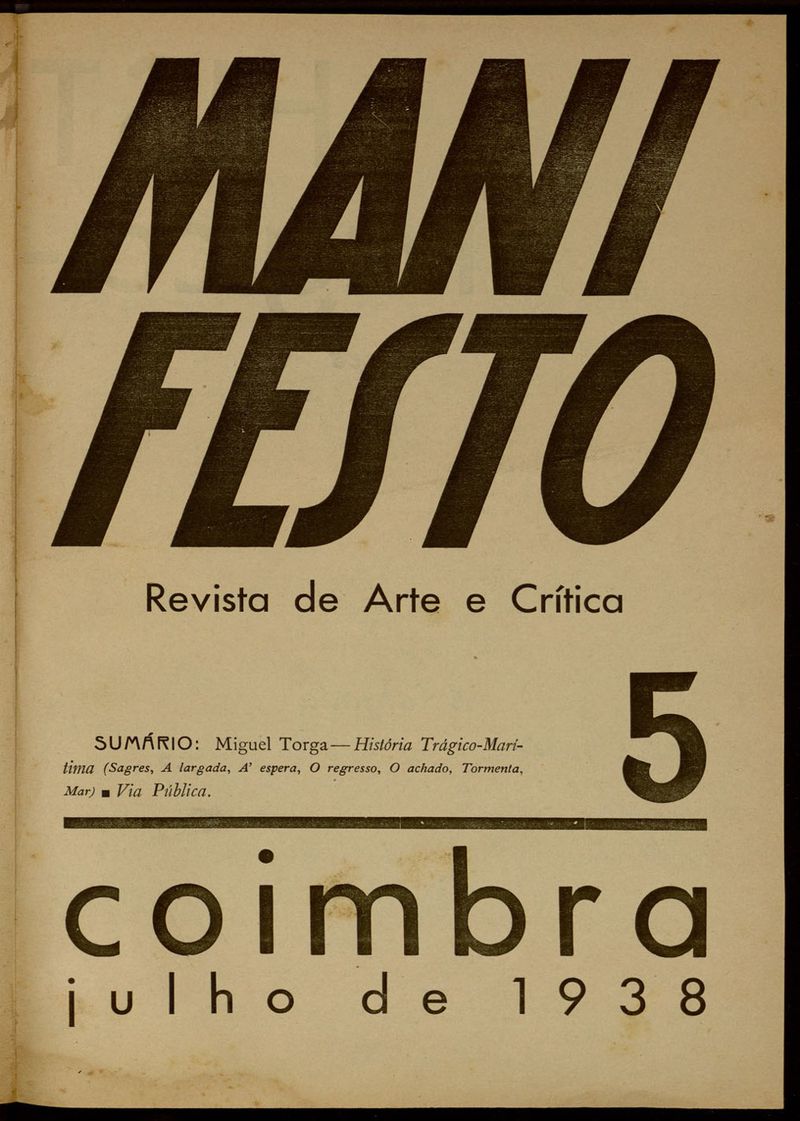 MANI
FESTO
Revista de Arte e Crítica
5
SUMÁRIO: Miguel Torga — História Trágico-Marí-
tima (Sagres, A largada, A' espera, O regresso, O achado, Tormenta,
Mar) ■ Via Pública.
coimbra
julho de 1938